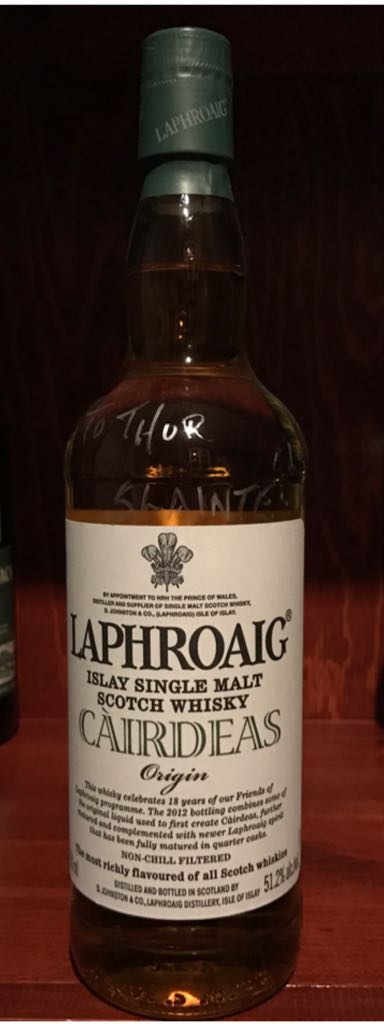 LAPHROAIG
TO THOR
SLAINTE
BY APPOINTMENT TO HRH THE PRINCE OF WALES,
DISTILLER AND SUPPLIER OF SINGLE MALT SCOTCH WHISKY,
D. JOHNSTON & CO., (LAPHROAIG) ISLE OF ISLAY.
LAPHROAIG®
ISLAY SINGLE MALT
SCOTCH WHISKY
CÀIRDEAS
Origin
This whisky celebrates 18 years of our Friends of
Laphroaig programme. The 2012 bottling combines some of
the original liquid used to first create Càirdeas, further
matured and complemented with newer Laphroaig spirit
that has been fully matured in quarter casks.
NON-CHILL FILTERED
The most richly flavoured of all Scotch whiskies
DISTILLED AND BOTTLED IN SCOTLAND BY
D. JOHNSTON & CO., LAPHROAIG DISTILLERY, ISLE OF ISLAY
51.2%